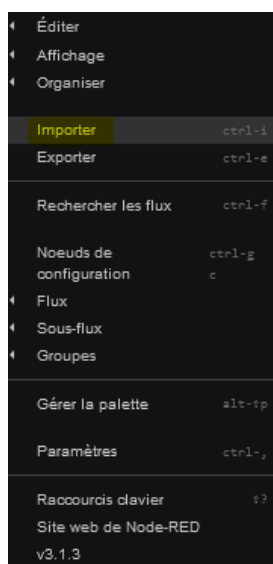 Éditer
Affichage
Organiser
Importer ctrl-i
Exporter ctrl-e
Rechercher les flux ctrl-f
Noeuds de ctrl-g
configuration c
Flux
Sous-flux
Groupes
Gérer la palette alt-⇧p
Paramètres ctrl-,
Raccourcis clavier ⇧?
Site web de Node-RED
v3.1.3